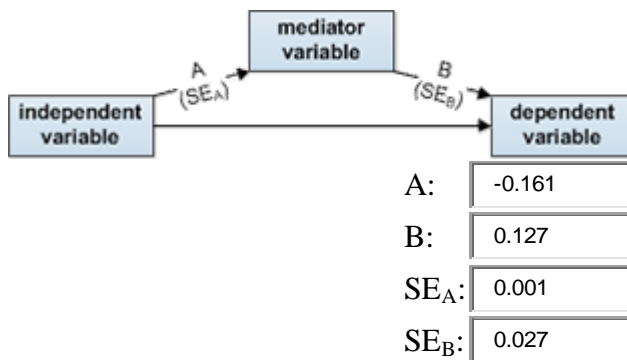 mediator
variable
A
(SEA)
B
(SEB)
independent
variable
dependent
variable
A: -0.161
B: 0.127
SEA: 0.001
SEB: 0.027